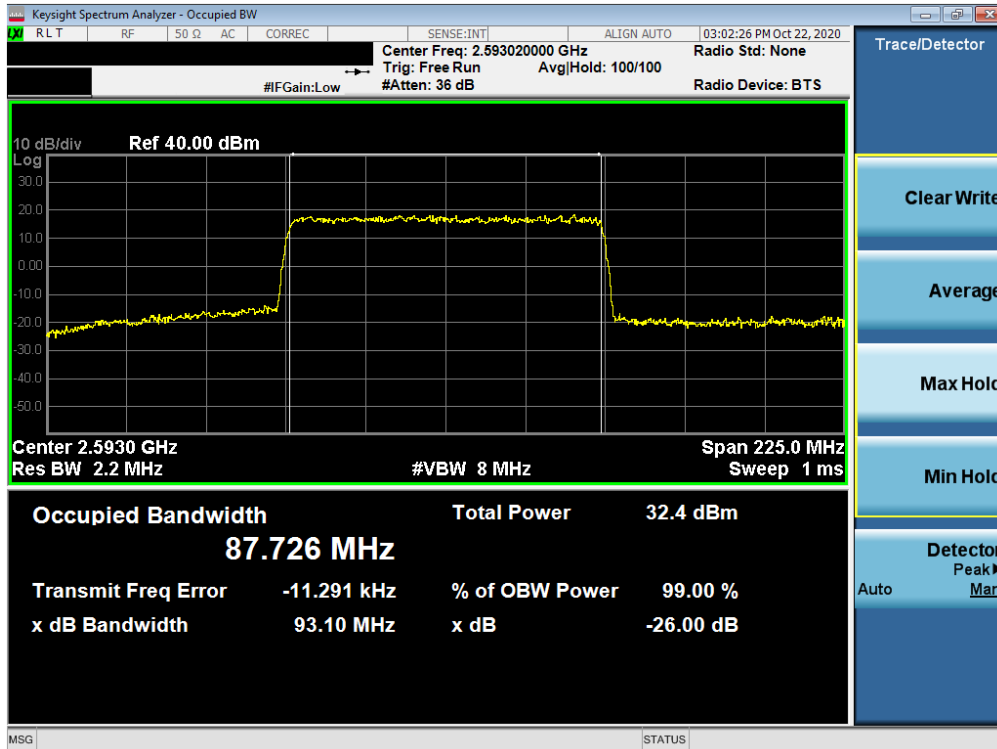 Keysight Spectrum Analyzer - Occupied BW
LXI RLT RF 50 Ω AC CORREC SENSE:INT ALIGN AUTO 03:02:26 PM Oct 22, 2020
Center Freq: 2.593020000 GHz Radio Std: None
Trig: Free Run Avg|Hold: 100/100
#IFGain:Low #Atten: 36 dB Radio Device: BTS
Trace/Detector
10 dB/div Ref 40.00 dBm
Log
30.0
20.0
10.0
0.00
-10.0
-20.0
-30.0
-40.0
-50.0
Center 2.5930 GHz Span 225.0 MHz
Res BW 2.2 MHz #VBW 8 MHz Sweep 1 ms
Occupied Bandwidth Total Power 32.4 dBm
87.726 MHz
Transmit Freq Error -11.291 kHz % of OBW Power 99.00 %
x dB Bandwidth 93.10 MHz x dB -26.00 dB
Clear Write
Average
Max Hold
Min Hold
Detector
Peak
Auto Man
MSG STATUS